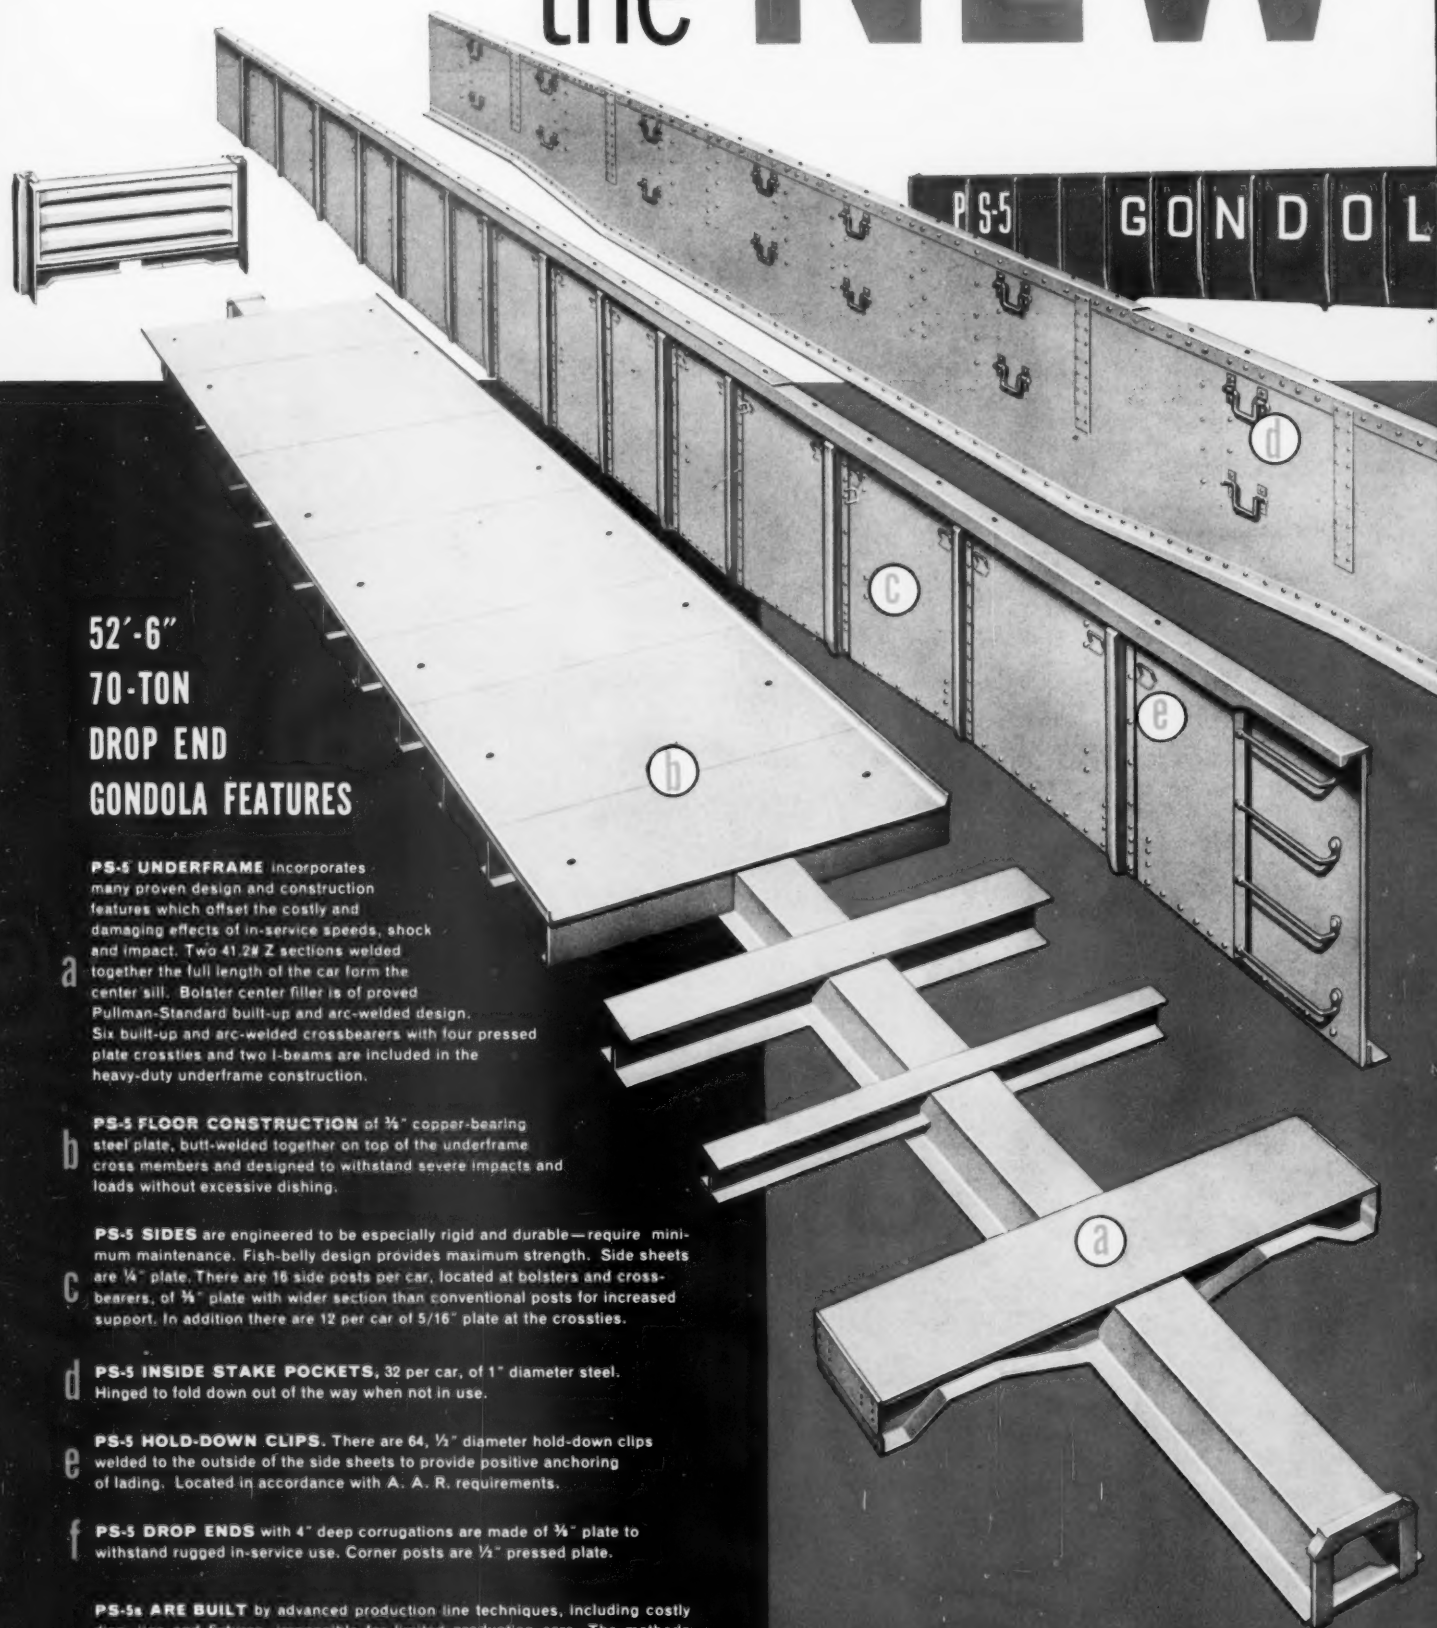 the NEW
PS-5 GONDOL
d
c
e
b
a
52'-6"
70-TON
DROP END
GONDOLA FEATURES
a
PS-5 UNDERFRAME incorporates
many proven design and construction
features which offset the costly and
damaging effects of in-service speeds, shock
and impact. Two 41.2# Z sections welded
together the full length of the car form the
center sill. Bolster center filler is of proved
Pullman-Standard built-up and arc-welded design.
Six built-up and arc-welded crossbearers with four pressed
plate crossties and two I-beams are included in the
heavy-duty underframe construction.
b
PS-5 FLOOR CONSTRUCTION of copper-bearing
steel plate, butt-welded together on top of the underframe
cross members and designed to withstand severe impacts and
loads without excessive dishing.
c
PS-5 SIDES are engineered to be especially rigid and durable—require mini-
mum maintenance. Fish-belly design provides maximum strength. Side sheets
are ¼" plate. There are 16 side posts per car, located at bolsters and cross-
bearers, of ⅜" plate with wider section than conventional posts for increased
support. In addition there are 12 per car of 5/16" plate at the crossties.
d
PS-5 INSIDE STAKE POCKETS, 32 per car, of 1" diameter steel.
Hinged to fold down out of the way when not in use.
e
PS-5 HOLD-DOWN CLIPS. There are 64, ½" diameter hold-down clips
welded to the outside of the side sheets to provide positive anchoring
of lading. Located in accordance with A. A. R. requirements.
f
PS-5 DROP ENDS with 4" deep corrugations are made of ⅜" plate to
withstand rugged in-service use. Corner posts are ½" pressed plate.
PS-5s ARE BUILT by advanced production line techniques, including costly